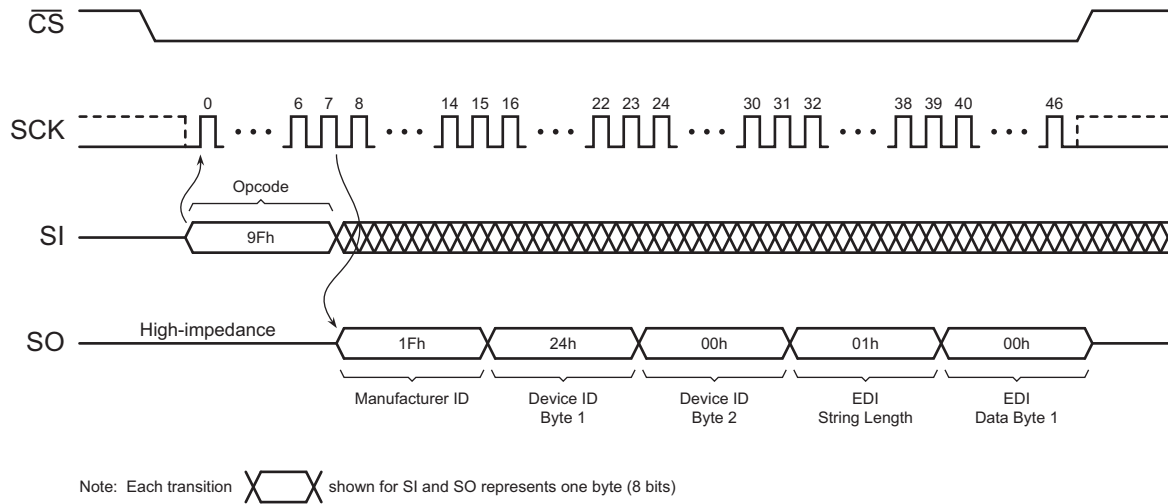 CS
0 6 7 8 14 15 16 22 23 24 30 31 32 38 39 40 46
SCK
Opcode
SI
9Fh
High-impedance
SO
1Fh 24h 00h 01h 00h
Manufacturer ID Device ID EDI Device ID EDI
Byte 1 Byte 2 String Length Data Byte 1
Note: Each transition shown for SI and SO represents one byte (8 bits)